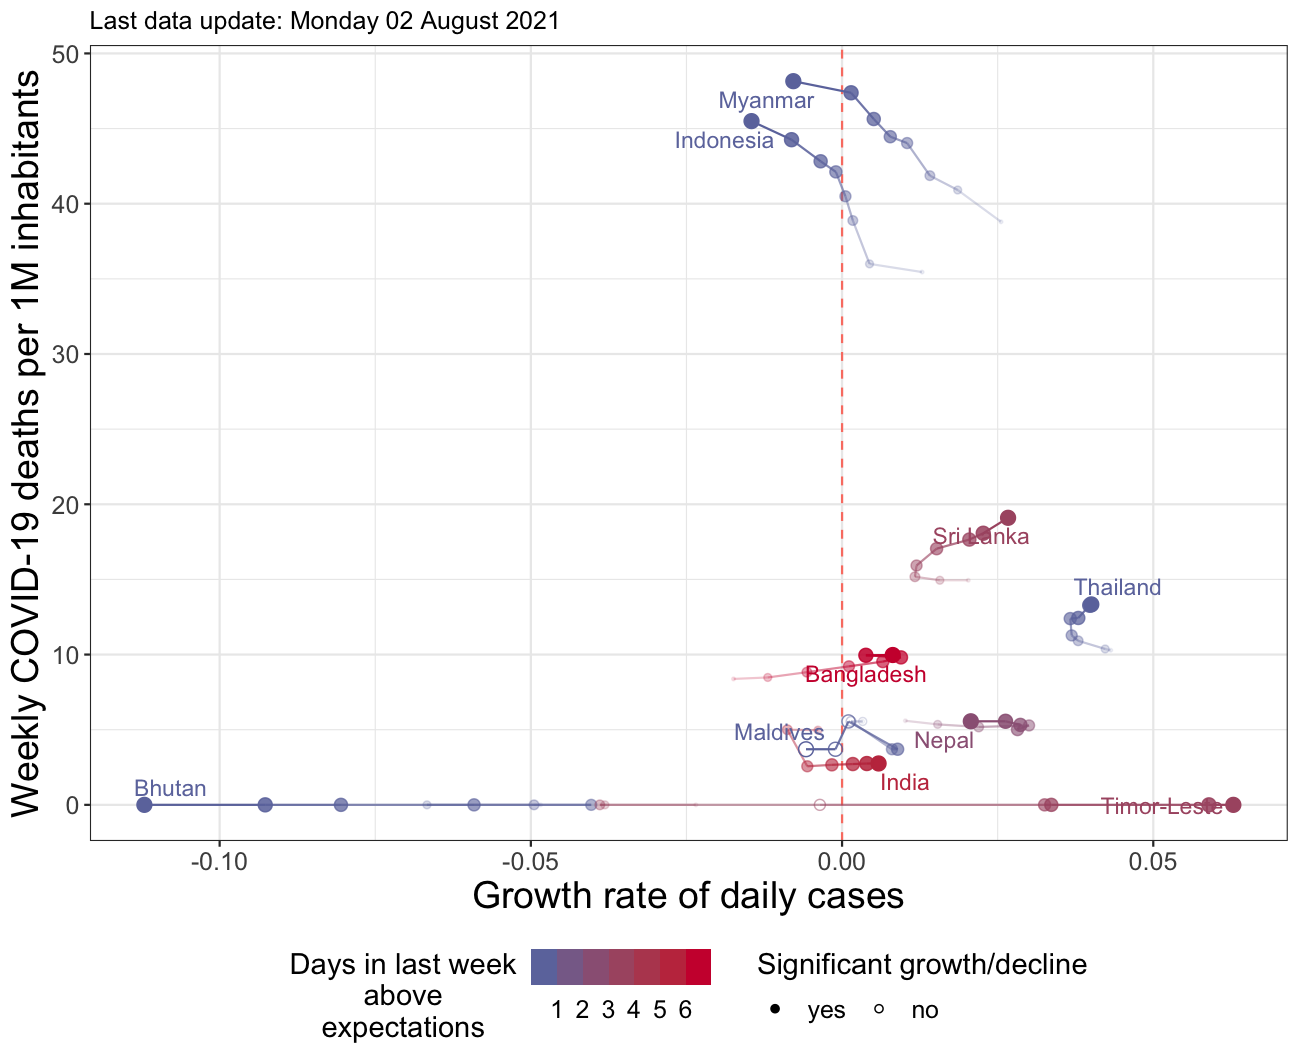 Last data update: Monday 02 August 2021
Weekly COVID-19 deaths per 1M inhabitants
50
40
30
20
10
0
Myanmar
Indonesia
Sri Lanka
Thailand
Bangladesh
Maldives
Nepal
India
Bhutan
Timor-Leste
-0.10
-0.05
0.00
0.05
Growth rate of daily cases
Days in last week
above
expectations
1 2 3 4 5 6
Significant growth/decline
yes
no